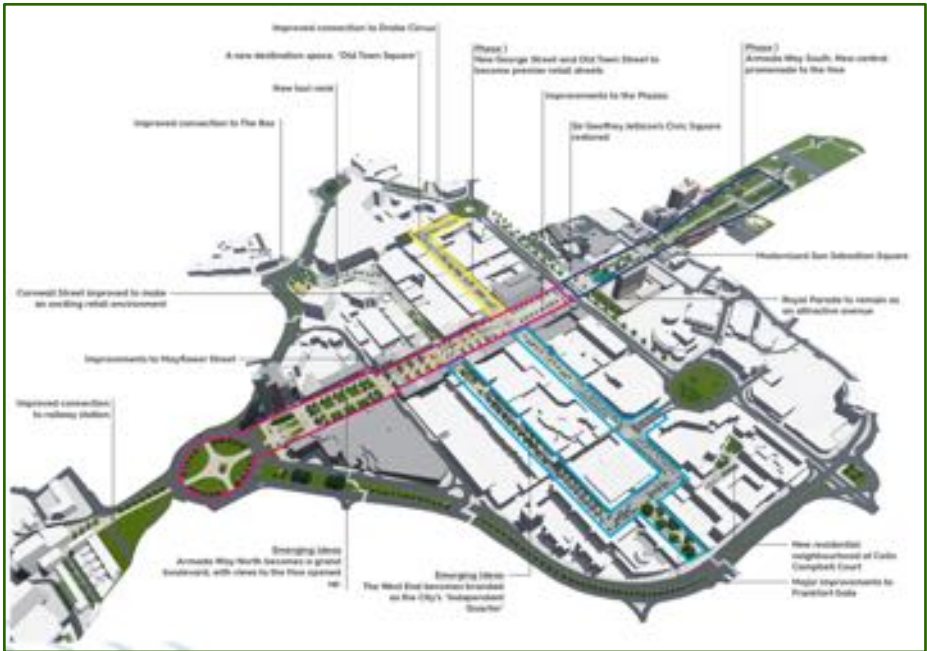 Improved connection to Drake Circus
A new destination space, 'Old Town Square'
Phase 1
New George Street and Old Town Street to
become premier retail streets
Phase 1
Armada Way South: New central
promenade to the Hoe
New taxi rank
Improvements to the Piazza
Improved connection to The Box
Sir Geoffrey Jellicoe's Civic Square
restored
Modernised San Sebastian Square
Cornwall Street improved to make
an exciting retail environment
Royal Parade to remain as
an attractive avenue
Improvements to Mayflower Street
Improved connection
to railway station
Emerging ideas
Armada Way North becomes a grand
boulevard, with views to the Hoe opened
up
Emerging ideas
The West End becomes branded
as the City's 'Independent
Quarter'
New residential
neighbourhood at Colin
Campbell Court
Major improvements to
Frankfort Gate